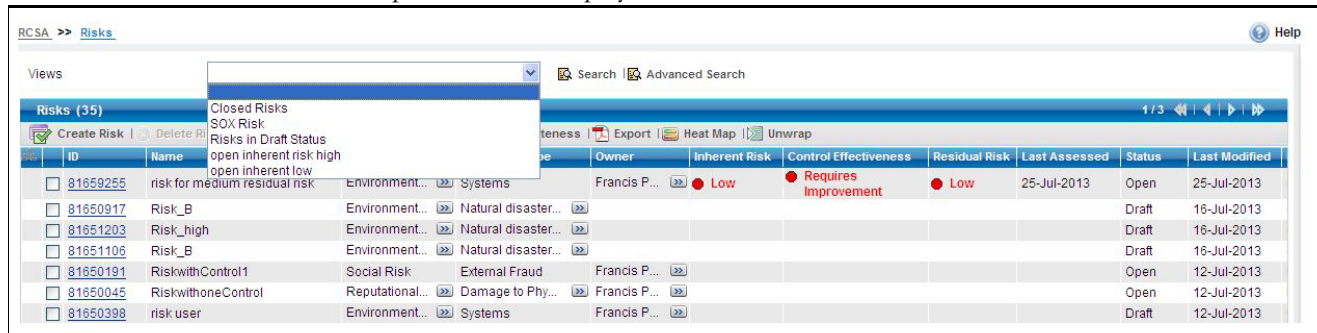 RCSA >> Risks Help
Views Search | Advanced Search
Closed Risks
SOX Risk
Risks in Draft Status
open inherent risk high
open inherent low
Risks (35) 1 / 3
Create Risk | Delete Ri teness | Export | Heat Map | Unwrap
ID Name Owner Inherent Risk Control Effectiveness Residual Risk Last Assessed Status Last Modified
81659255 risk for medium residual risk Environment... Systems Francis P... Low Requires Improvement Low 25-Jul-2013 Open 25-Jul-2013
81650917 Risk_B Environment... Natural disaster... Draft 16-Jul-2013
81651203 Risk_high Environment... Natural disaster... Draft 16-Jul-2013
81651106 Risk_B Environment... Natural disaster... Draft 16-Jul-2013
81650191 RiskwithControl1 Social Risk External Fraud Francis P... Open 12-Jul-2013
81650045 RiskwithoneControl Reputational... Damage to Phy... Francis P... Open 12-Jul-2013
81650398 risk user Environment... Systems Francis P... Draft 12-Jul-2013